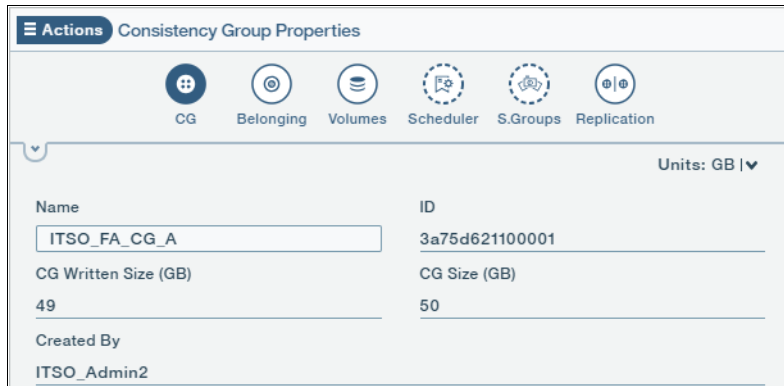 Actions Consistency Group Properties
CG Belonging Volumes Scheduler S.Groups Replication
Units: GB
Name ID
ITSO_FA_CG_A 3a75d621100001
CG Written Size (GB) CG Size (GB)
49 50
Created By
ITSO_Admin2